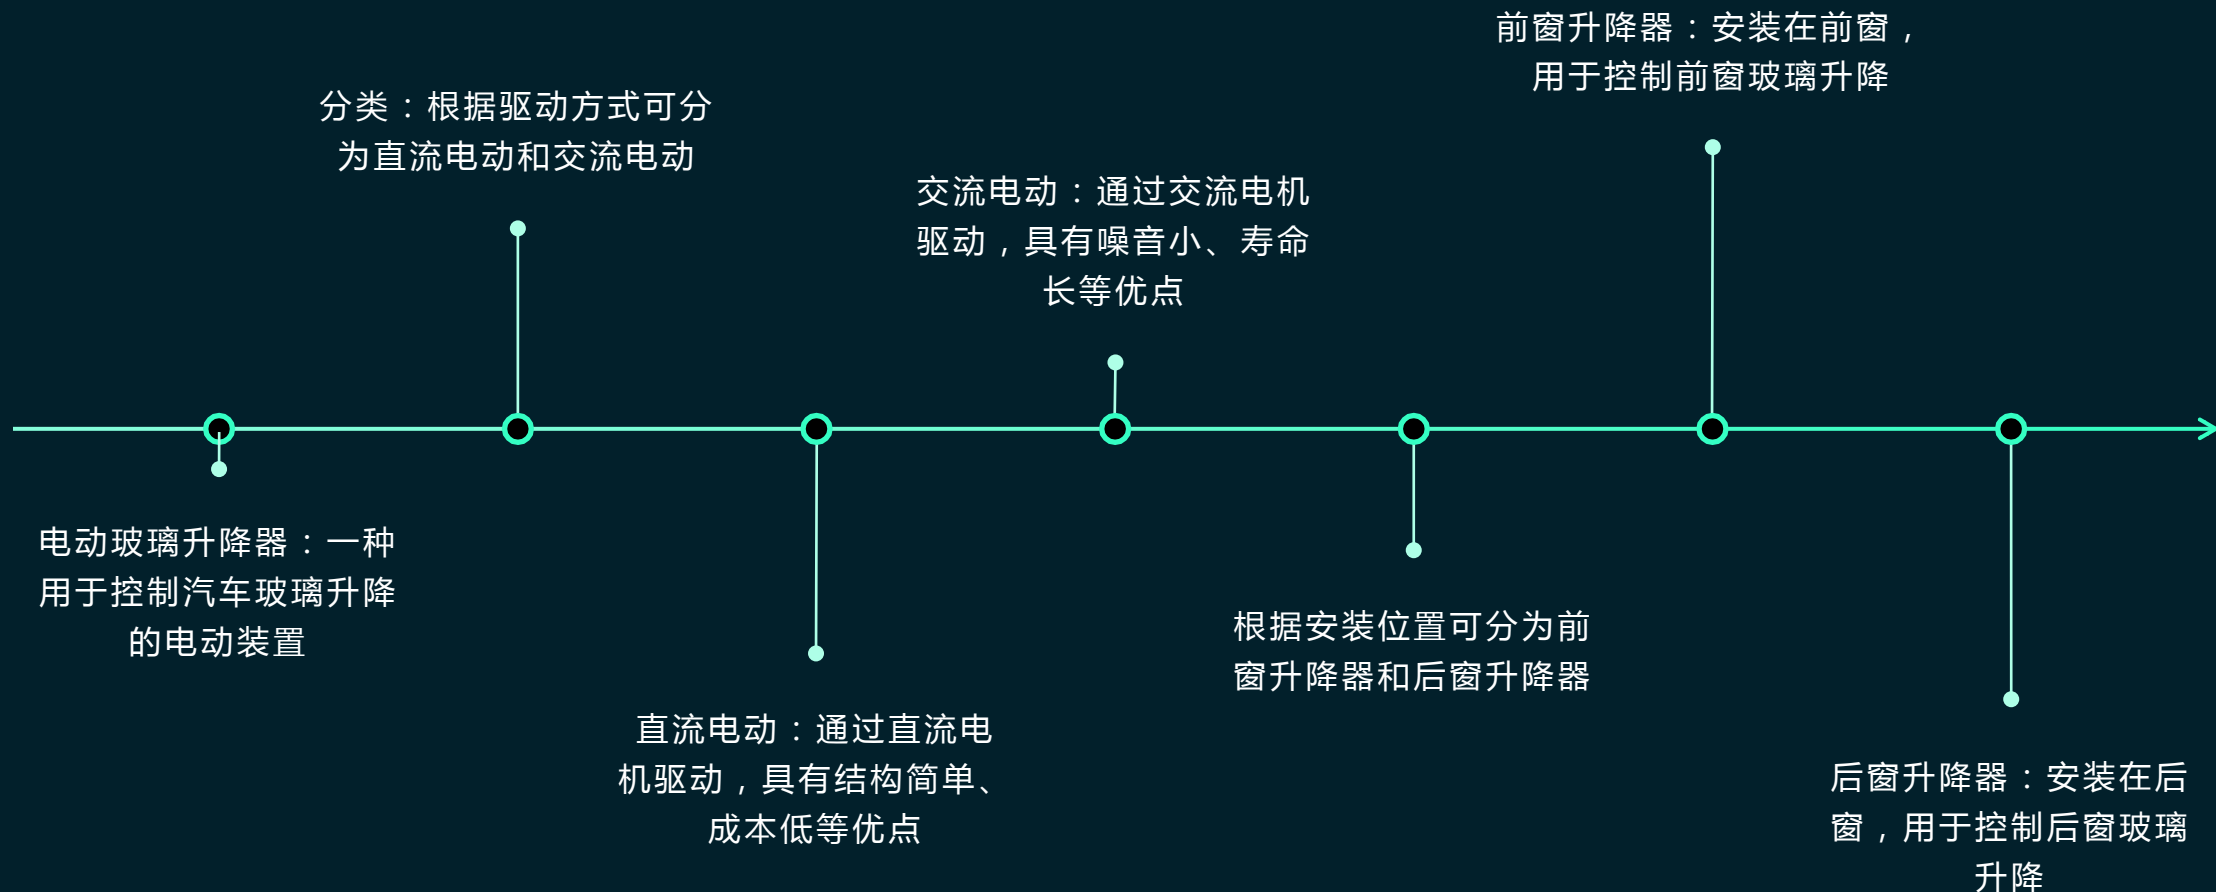 电动玻璃升降器：一种
用于控制汽车玻璃升降
的电动装置
分类：根据驱动方式可分
为直流电动和交流电动
直流电动：通过直流电
机驱动，具有结构简单、
成本低等优点
交流电动：通过交流电机
驱动，具有噪音小、寿命
长等优点
根据安装位置可分为前
窗升降器和后窗升降器
前窗升降器：安装在前窗，
用于控制前窗玻璃升降
后窗升降器：安装在后
窗，用于控制后窗玻璃
升降